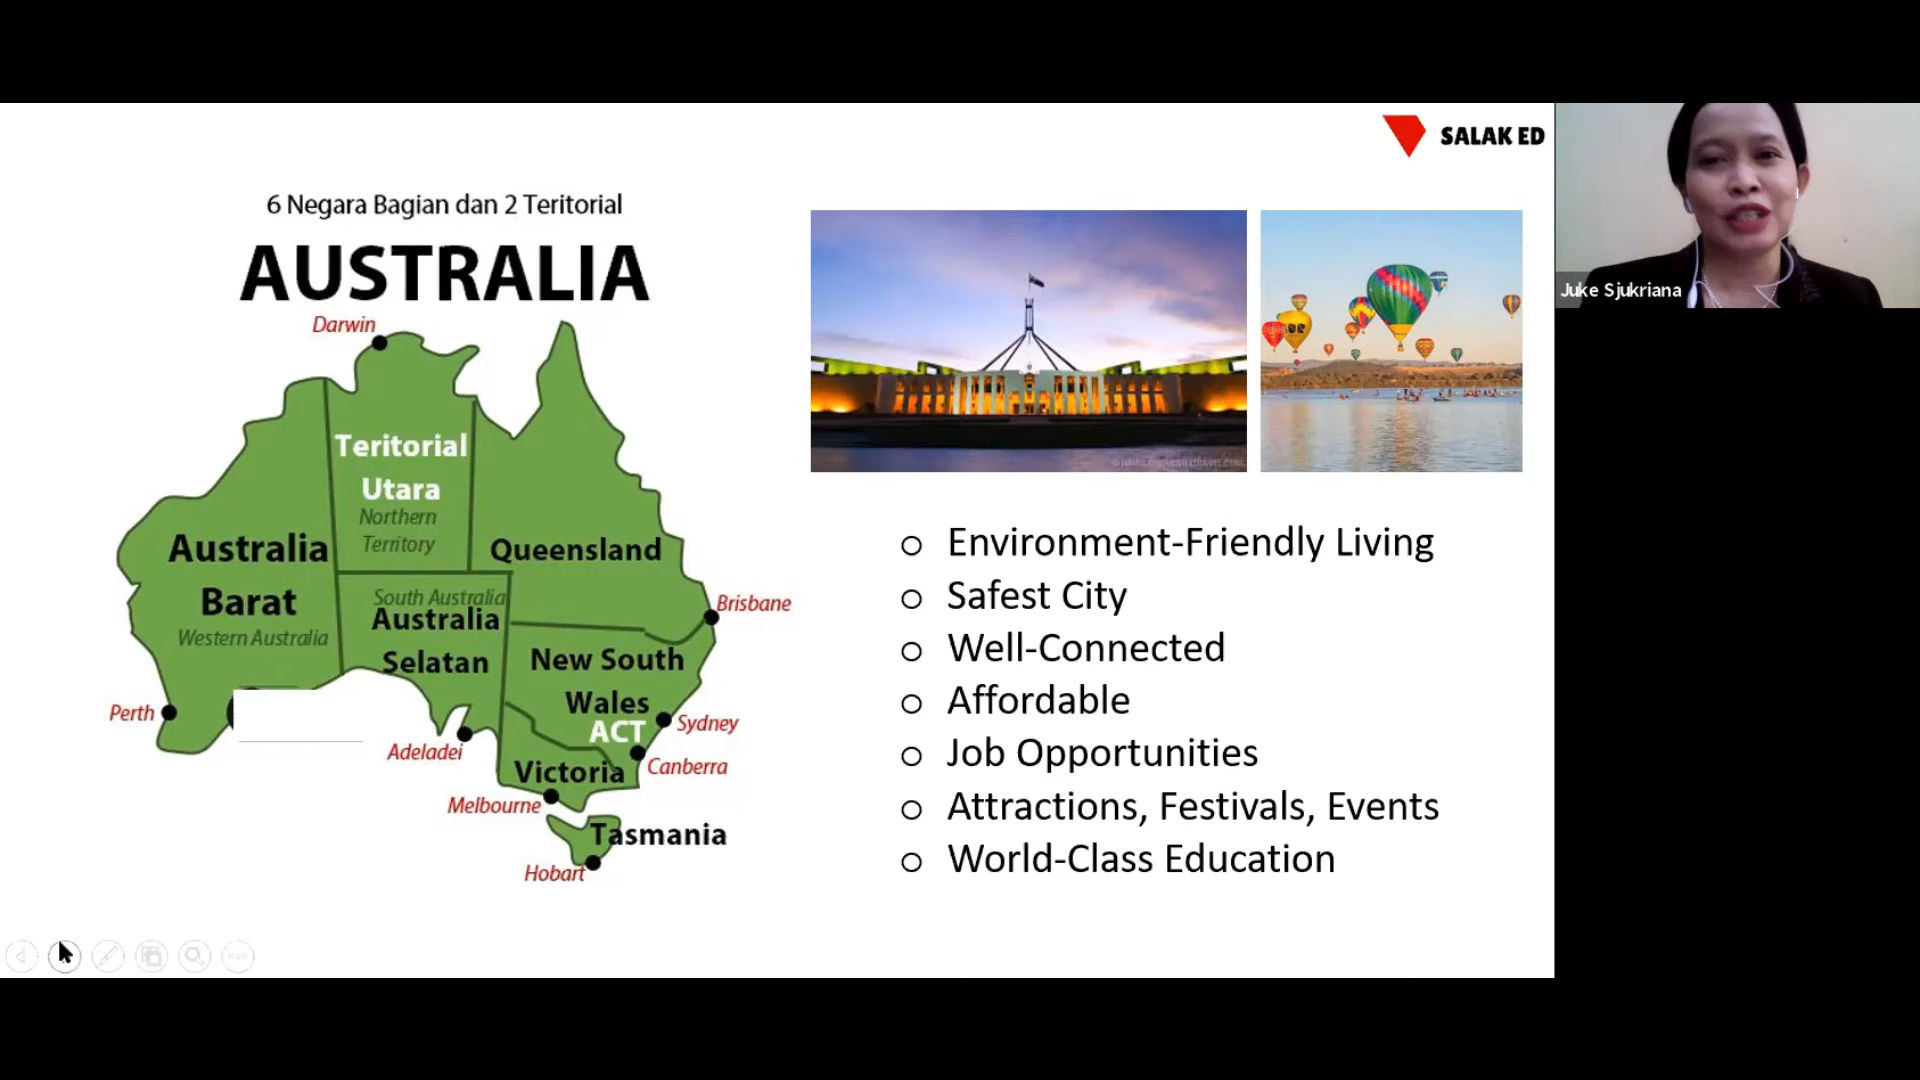 SALAK ED
Juke Sjukriana
6 Negara Bagian dan 2 Teritorial
AUSTRALIA
Darwin
Teritorial
Utara
Northern
Territory
Australia
Barat
Western Australia
Queensland
South Australia
Australia
Selatan
Brisbane
New South
Wales
ACT
Perth
Sydney
Adeladei
Canberra
Victoria
Melbourne
Tasmania
Hobart
o Environment-Friendly Living
o Safest City
o Well-Connected
o Affordable
o Job Opportunities
o Attractions, Festivals, Events
o World-Class Education